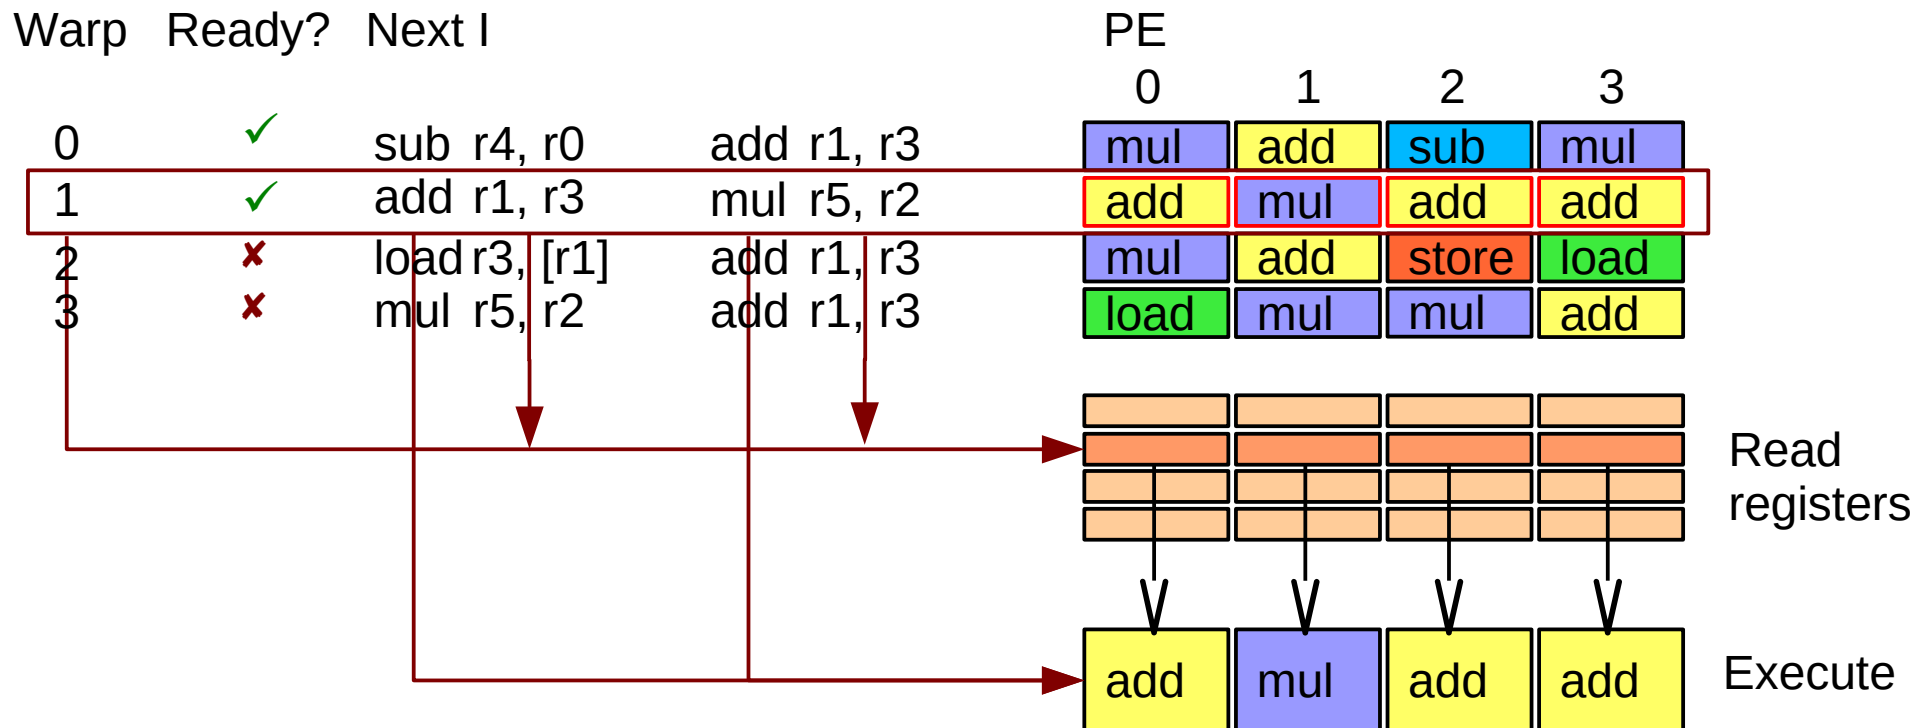 Warp Ready? Next I PE
0 1 2 3
0 ✓ sub r4, r0 add r1, r3 mul add sub mul
1 ✓ add r1, r3 mul r5, r2 add mul add add
2 ✘ load r3, [r1] add r1, r3 mul add store load
3 ✘ mul r5, r2 add r1, r3 load mul mul add
Read
registers
add mul add add Execute